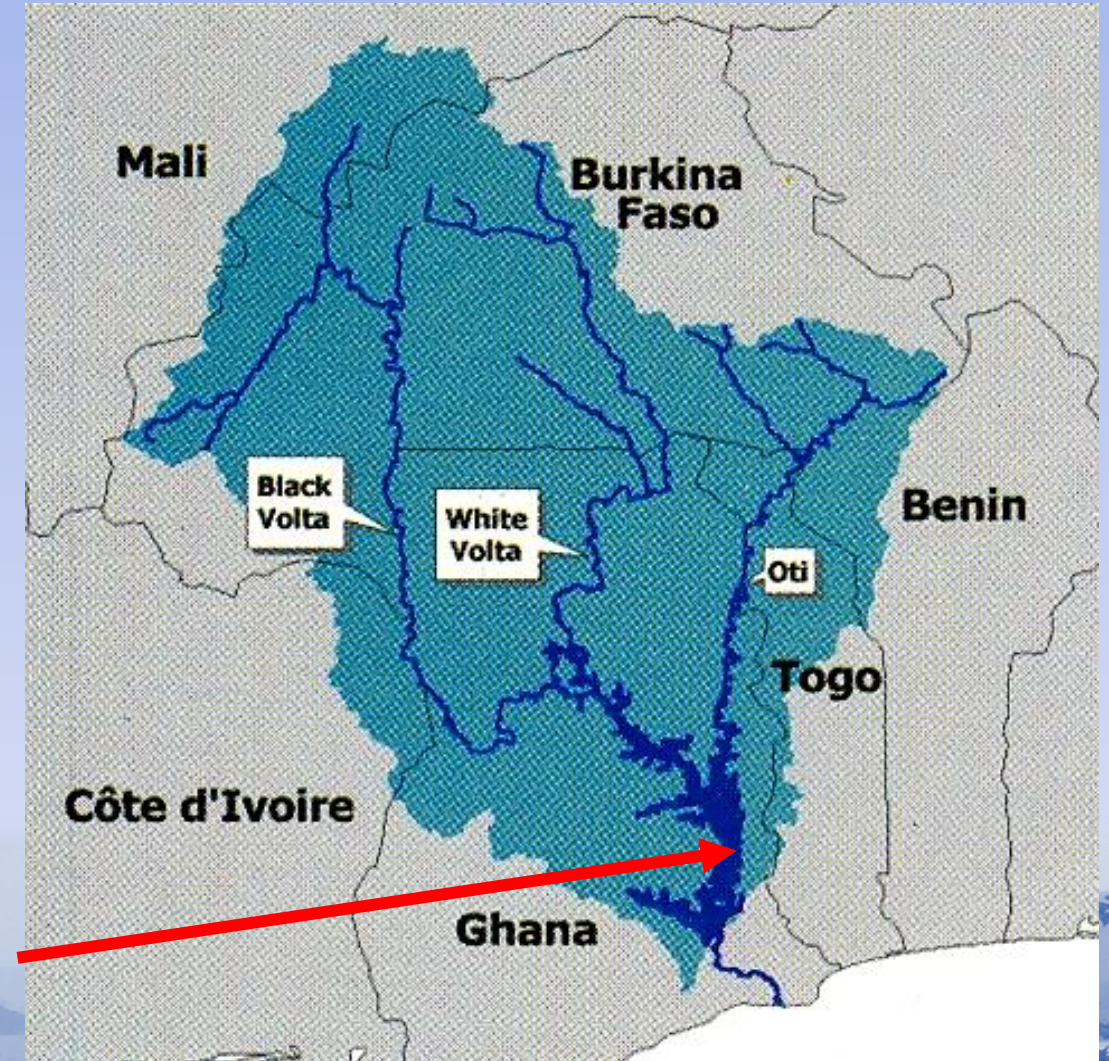 Mali
Burkina
Faso
Black
Volta
White
Volta
Benin
Oti
Togo
Côte d'Ivoire
Ghana